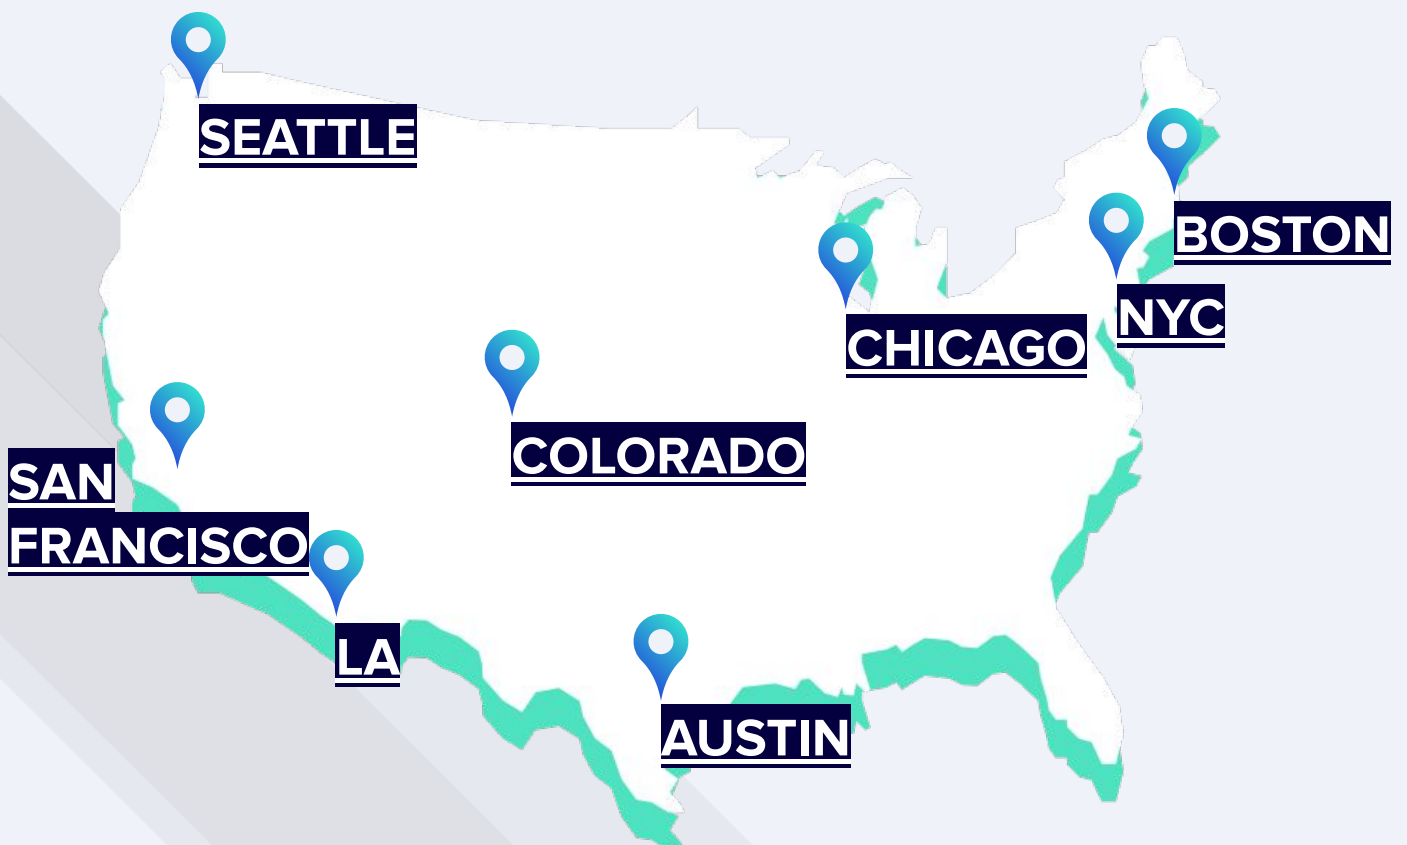 SEATTLE
BOSTON
NYC
CHICAGO
COLORADO
SAN
FRANCISCO
LA
AUSTIN